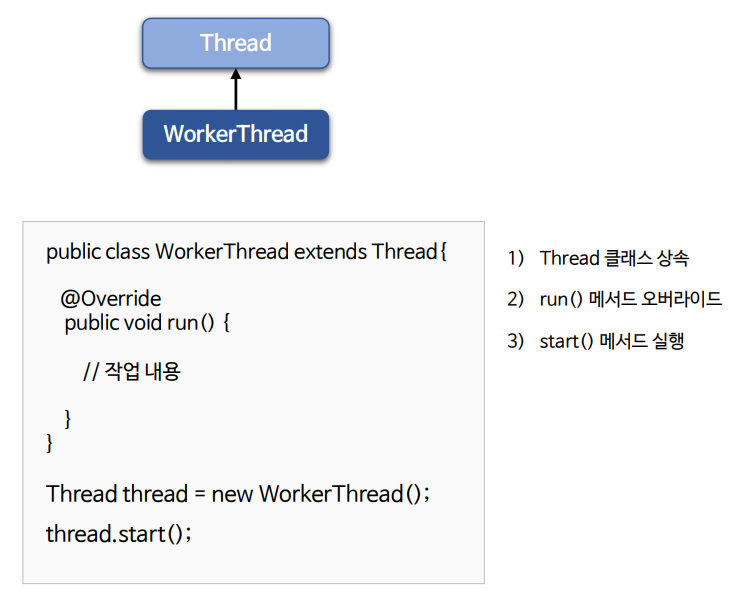 Thread
WorkerThread
public class WorkerThread extends Thread{
@Override
public void run() {
// 작업 내용
}
}
Thread thread = new WorkerThread();
thread.start();
1) Thread 클래스 상속
2) run() 메서드 오버라이드
3) start() 메서드 실행